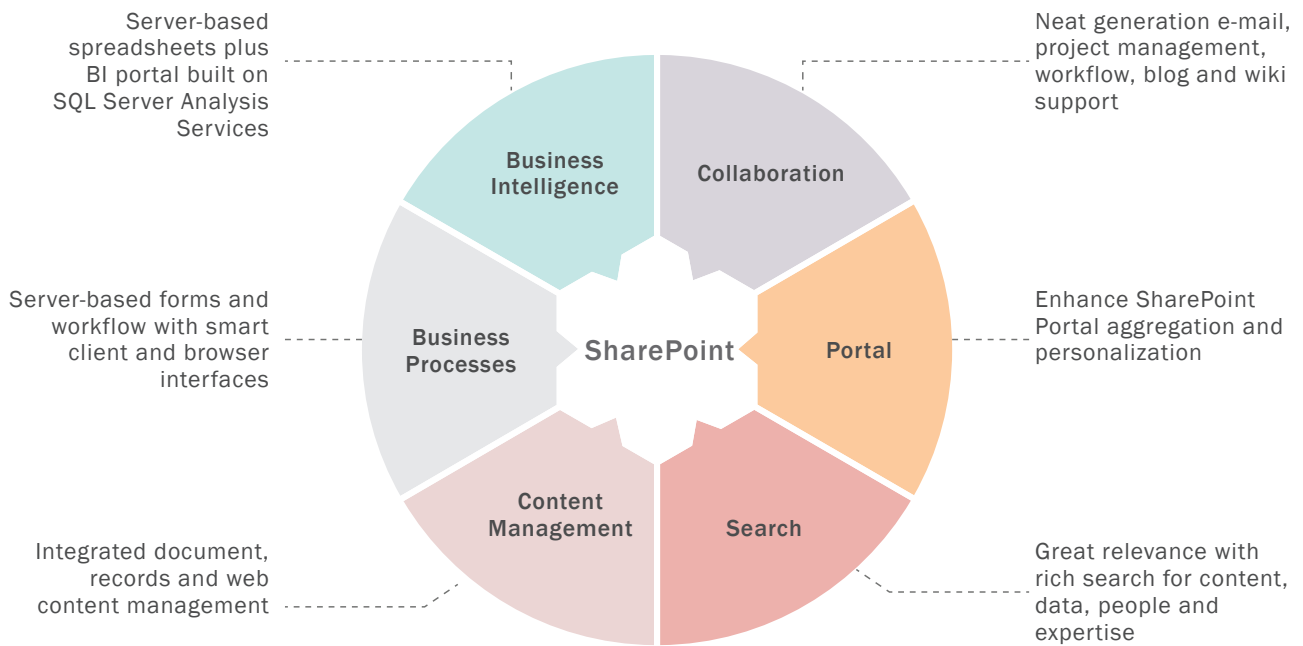 Server-based
spreadsheets plus
BI portal built on
SQL Server Analysis
Services
Neat generation e-mail,
project management,
workflow, blog and wiki
support
Business
Intelligence
Collaboration
Server-based forms and
workflow with smart
client and browser
interfaces
Business
Processes
SharePoint
Portal
Enhance SharePoint
Portal aggregation and
personalization
Content
Management
Search
Integrated document,
records and web
content management
Great relevance with
rich search for content,
data, people and
expertise